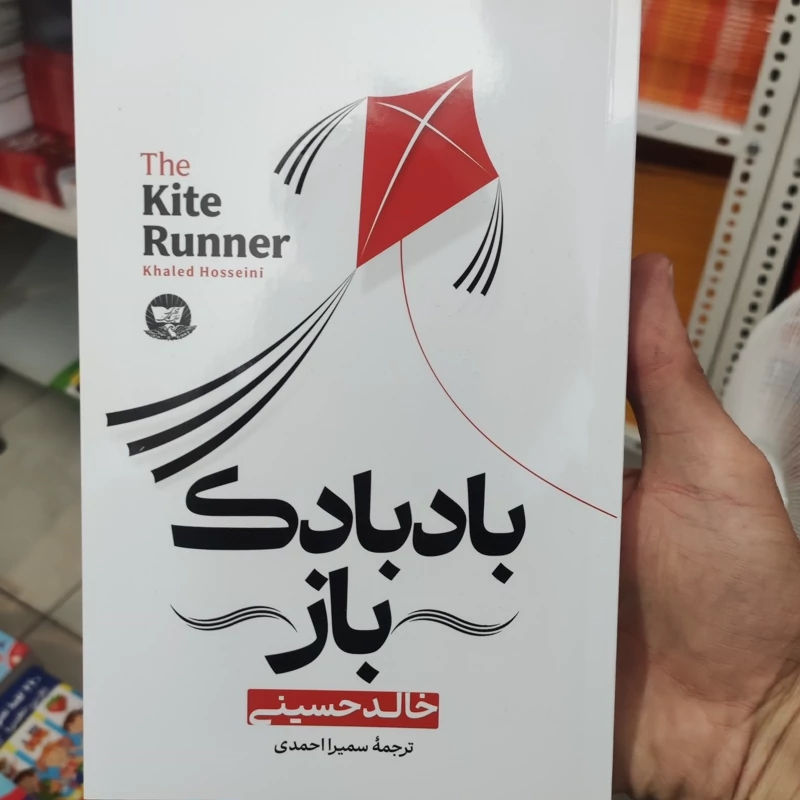 The
Kite
Runner
Khaled Hosseini
بادبادک
باز
خالد حسینی
ترجمهٔ سمیرا احمدی